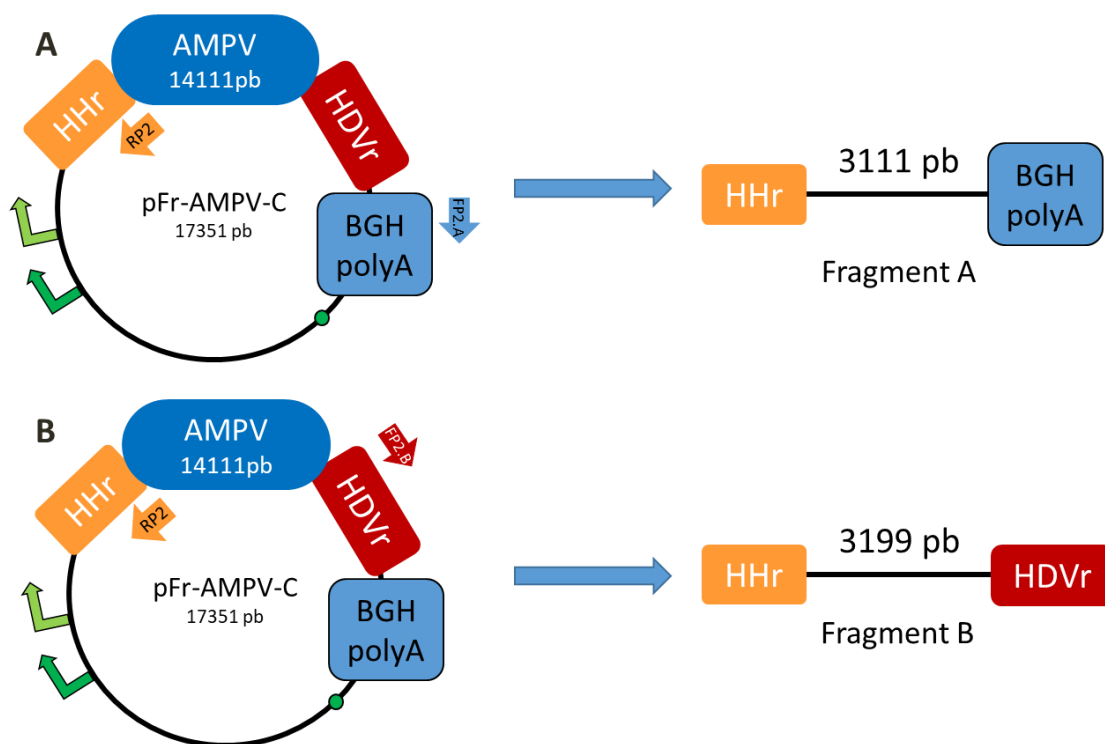 A
AMPV
14111pb
HHr
RP2
HDVr
pFr-AMPV-C
17351 pb
FP2.A
BGH
polyA
3111 pb
HHr
BGH
polyA
Fragment A
B
AMPV
14111pb
FP2.B
HHr
RP2
HDVr
pFr-AMPV-C
17351 pb
BGH
polyA
3199 pb
HHr
HDVr
Fragment B